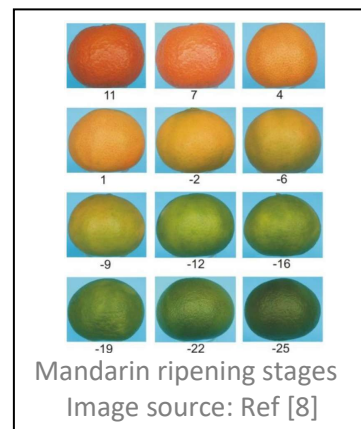 11 7 4
1 -2 -6
-9 -12 -16
-19 -22 -25
Mandarin ripening stages
Image source: Ref [8]